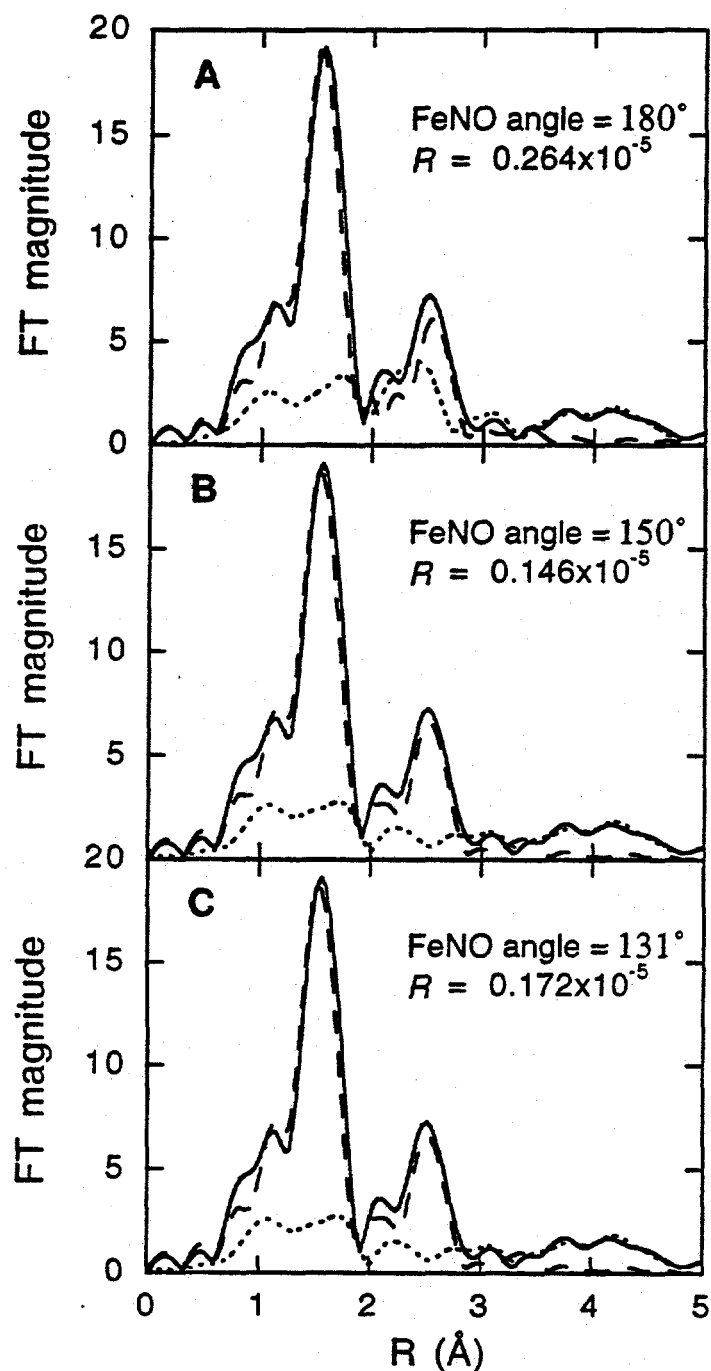 20
A
FeNO angle = 180°
R = 0.264x10⁻⁵
15
10
5
0
FT magnitude
B
FeNO angle = 150°
R = 0.146x10⁻⁵
15
10
5
20
FT magnitude
C
FeNO angle = 131°
R = 0.172x10⁻⁵
15
10
5
0
FT magnitude
0 1 2 3 4 5
R (Å)